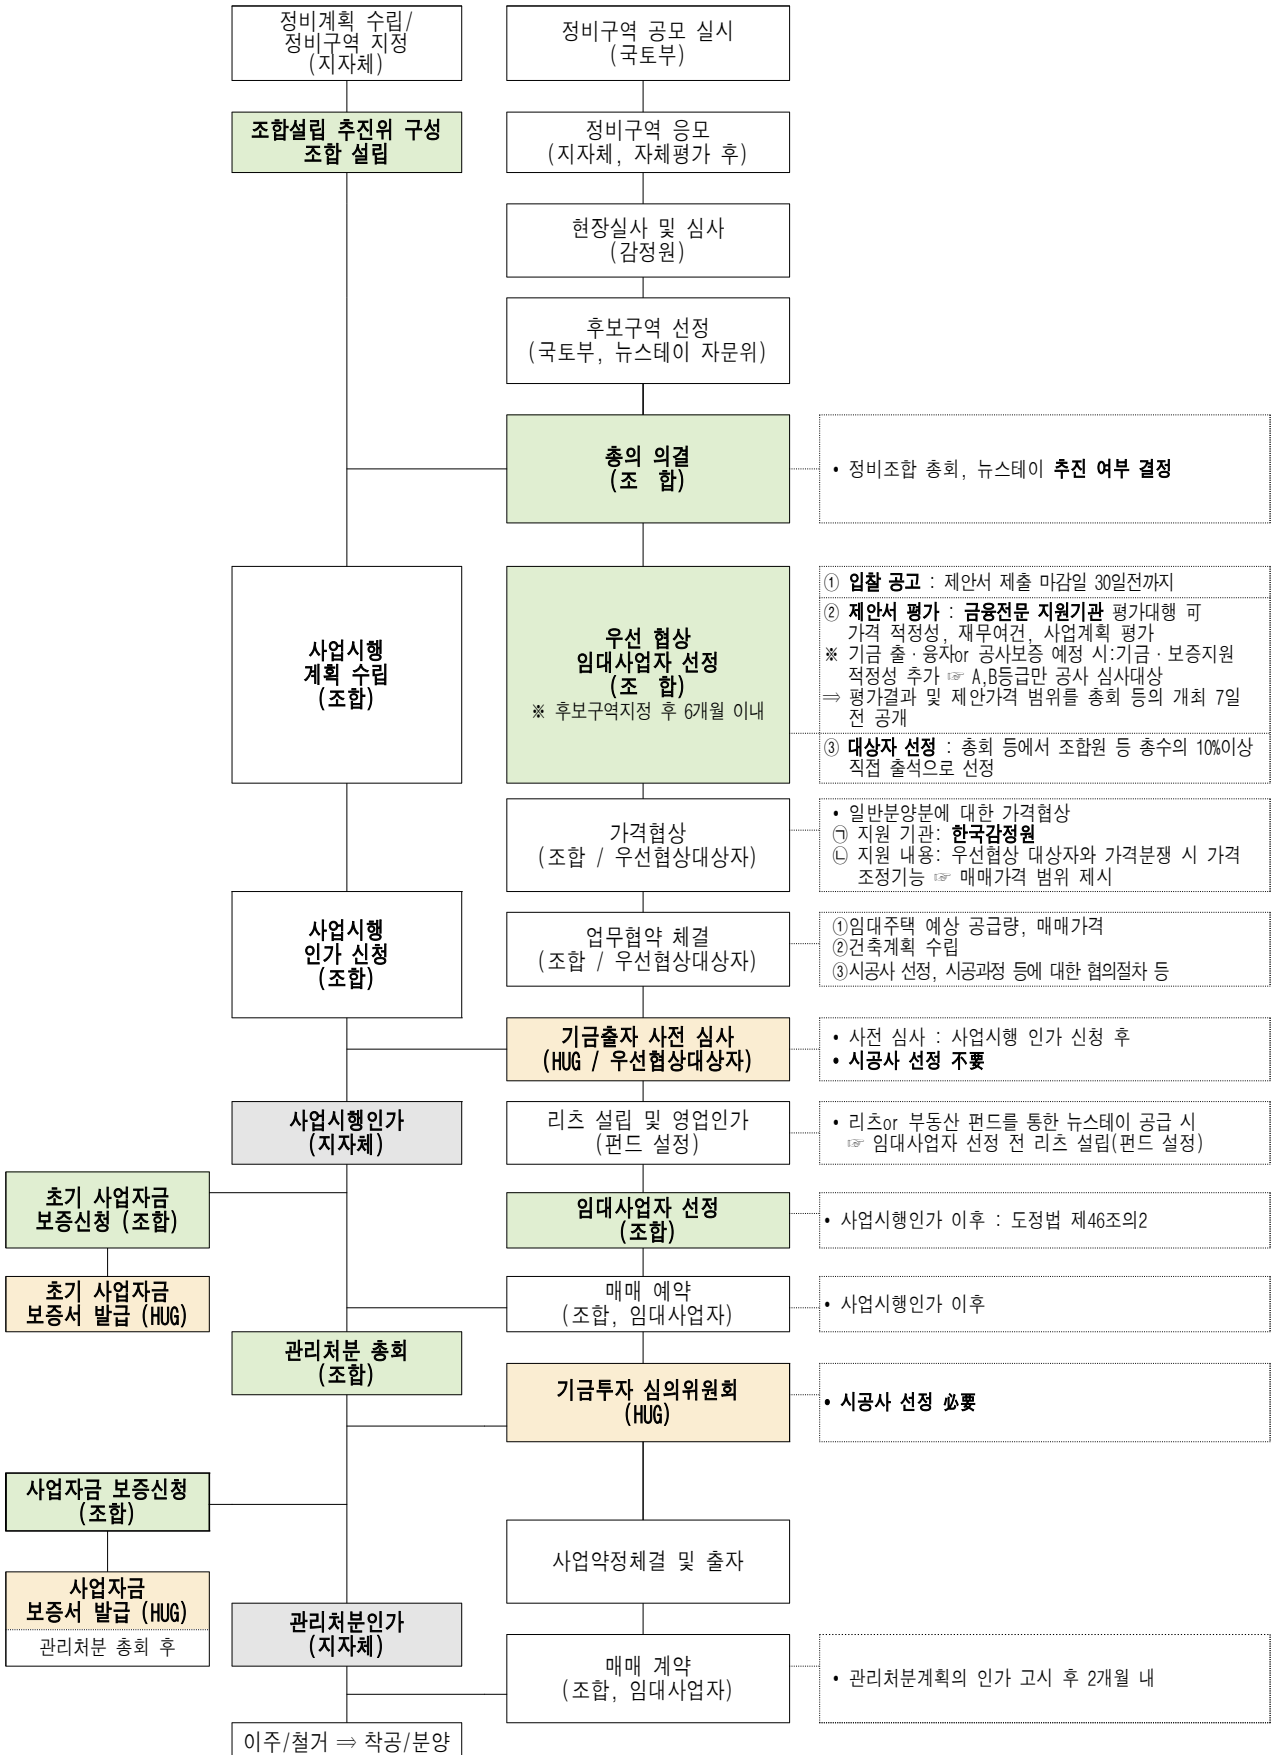 정비계획 수립/
정비구역 지정
(지자체)
정비구역 공모 실시
(국토부)
조합설립 추진위 구성
조합 설립
정비구역 응모
(지자체, 자체평가 후)
현장실사 및 심사
(감정원)
후보구역 선정
(국토부, 뉴스테이 자문위)
총의 의결
(조 합)
• 정비조합 총회, 뉴스테이 추진 여부 결정
사업시행
계획 수립
(조합)
우선 협상
임대사업자 선정
(조 합)
※ 후보구역지정 후 6개월 이내
① 입찰 공고 : 제안서 제출 마감일 30일전까지
② 제안서 평가 : 금융전문 지원기관 평가대행 可
가격 적정성, 재무여건, 사업계획 평가
※ 기금 출·융자or 공사보증 예정 시:기금·보증지원
적정성 추가 ☞ A,B등급만 공사 심사대상
⇒ 평가결과 및 제안가격 범위를 총회 등의 개최 7일
전 공개
③ 대상자 선정 : 총회 등에서 조합원 등 총수의 10%이상
직접 출석으로 선정
가격협상
(조합 / 우선협상대상자)
• 일반분양분에 대한 가격협상
㉠ 지원 기관: 한국감정원
㉡ 지원 내용: 우선협상 대상자와 가격분쟁 시 가격
조정기능 ☞ 매매가격 범위 제시
사업시행
인가 신청
(조합)
업무협약 체결
(조합 / 우선협상대상자)
①임대주택 예상 공급량, 매매가격
②건축계획 수립
③시공사 선정, 시공과정 등에 대한 협의절차 등
기금출자 사전 심사
(HUG / 우선협상대상자)
• 사전 심사 : 사업시행 인가 신청 후
• 시공사 선정 不要
사업시행인가
(지자체)
리츠 설립 및 영업인가
(펀드 설정)
• 리츠or 부동산 펀드를 통한 뉴스테이 공급 시
☞ 임대사업자 선정 전 리츠 설립(펀드 설정)
초기 사업자금
보증신청 (조합)
임대사업자 선정
(조합)
• 사업시행인가 이후 : 도정법 제46조의2
초기 사업자금
보증서 발급 (HUG)
매매 예약
(조합, 임대사업자)
• 사업시행인가 이후
관리처분 총회
(조합)
기금투자 심의위원회
(HUG)
• 시공사 선정 必要
사업자금 보증신청
(조합)
사업약정체결 및 출자
사업자금
보증서 발급 (HUG)
관리처분 총회 후
관리처분인가
(지자체)
매매 계약
(조합, 임대사업자)
• 관리처분계획의 인가 고시 후 2개월 내
이주/철거 ⇒ 착공/분양